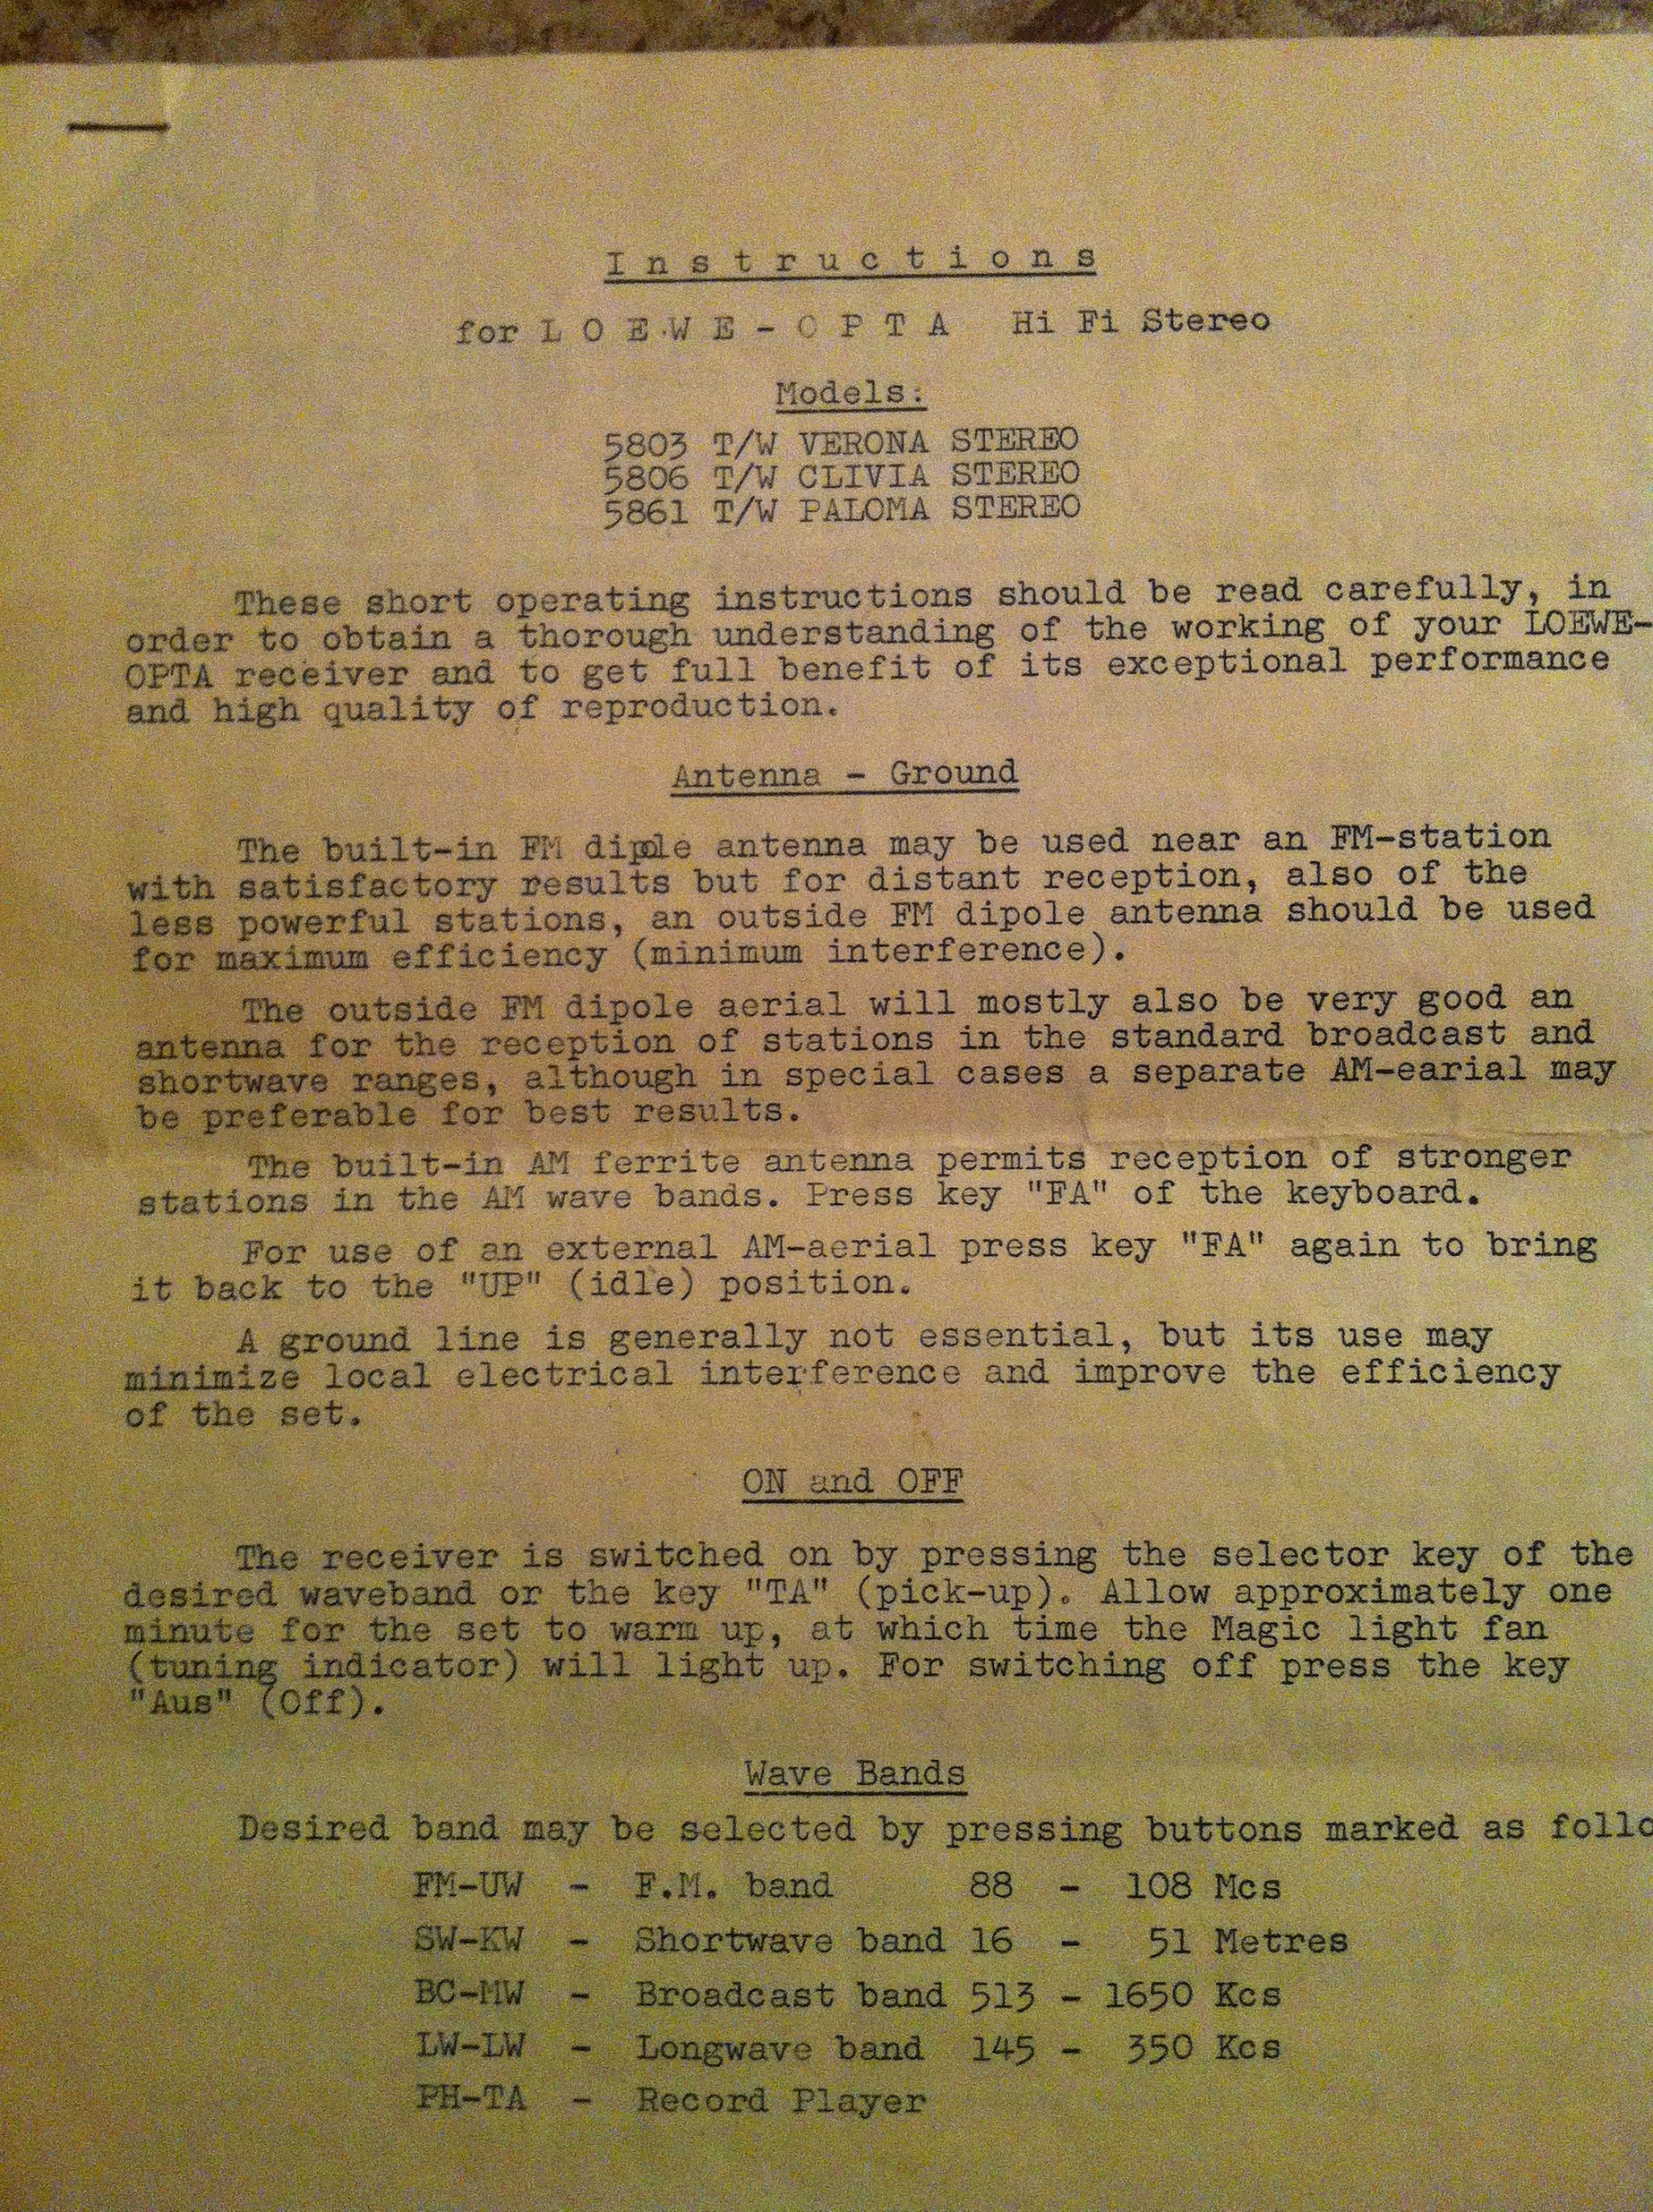 Instructions
for LOEWE-OPTA Hi Fi Stereo
Models:
5803 T/W VERONA STEREO
5806 T/W CLIVIA STEREO
5861 T/W PALOMA STEREO
These short operating instructions should be read carefully, in
order to obtain a thorough understanding of the working of your LOEWE-
OPTA receiver and to get full benefit of its exceptional performance
and high quality of reproduction.
Antenna - Ground
The built-in FM dipole antenna may be used near an FM-station
with satisfactory results but for distant reception, also of the
less powerful stations, an outside FM dipole antenna should be used
for maximum efficiency (minimum interference).
The outside FM dipole aerial will mostly also be very good an
antenna for the reception of stations in the standard broadcast and
shortwave ranges, although in special cases a separate AM-earial may
be preferable for best results.
The built-in AM ferrite antenna permits reception of stronger
stations in the AM wave bands. Press key "FA" of the keyboard.
For use of an external AM-aerial press key "FA" again to bring
it back to the "UP" (idle) position.
A ground line is generally not essential, but its use may
minimize local electrical interference and improve the efficiency
of the set.
ON and OFF
The receiver is switched on by pressing the selector key of the
desired waveband or the key "TA" (pick-up). Allow approximately one
minute for the set to warm up, at which time the Magic light fan
(tuning indicator) will light up. For switching off press the key
"Aus" (Off).
Wave Bands
Desired band may be selected by pressing buttons marked as follo
FM-UW - F.M. band 88 - 108 Mcs
SW-KW - Shortwave band 16 - 51 Metres
BC-MW - Broadcast band 513 - 1650 Kcs
LW-LW - Longwave band 145 - 350 Kcs
PH-TA - Record Player